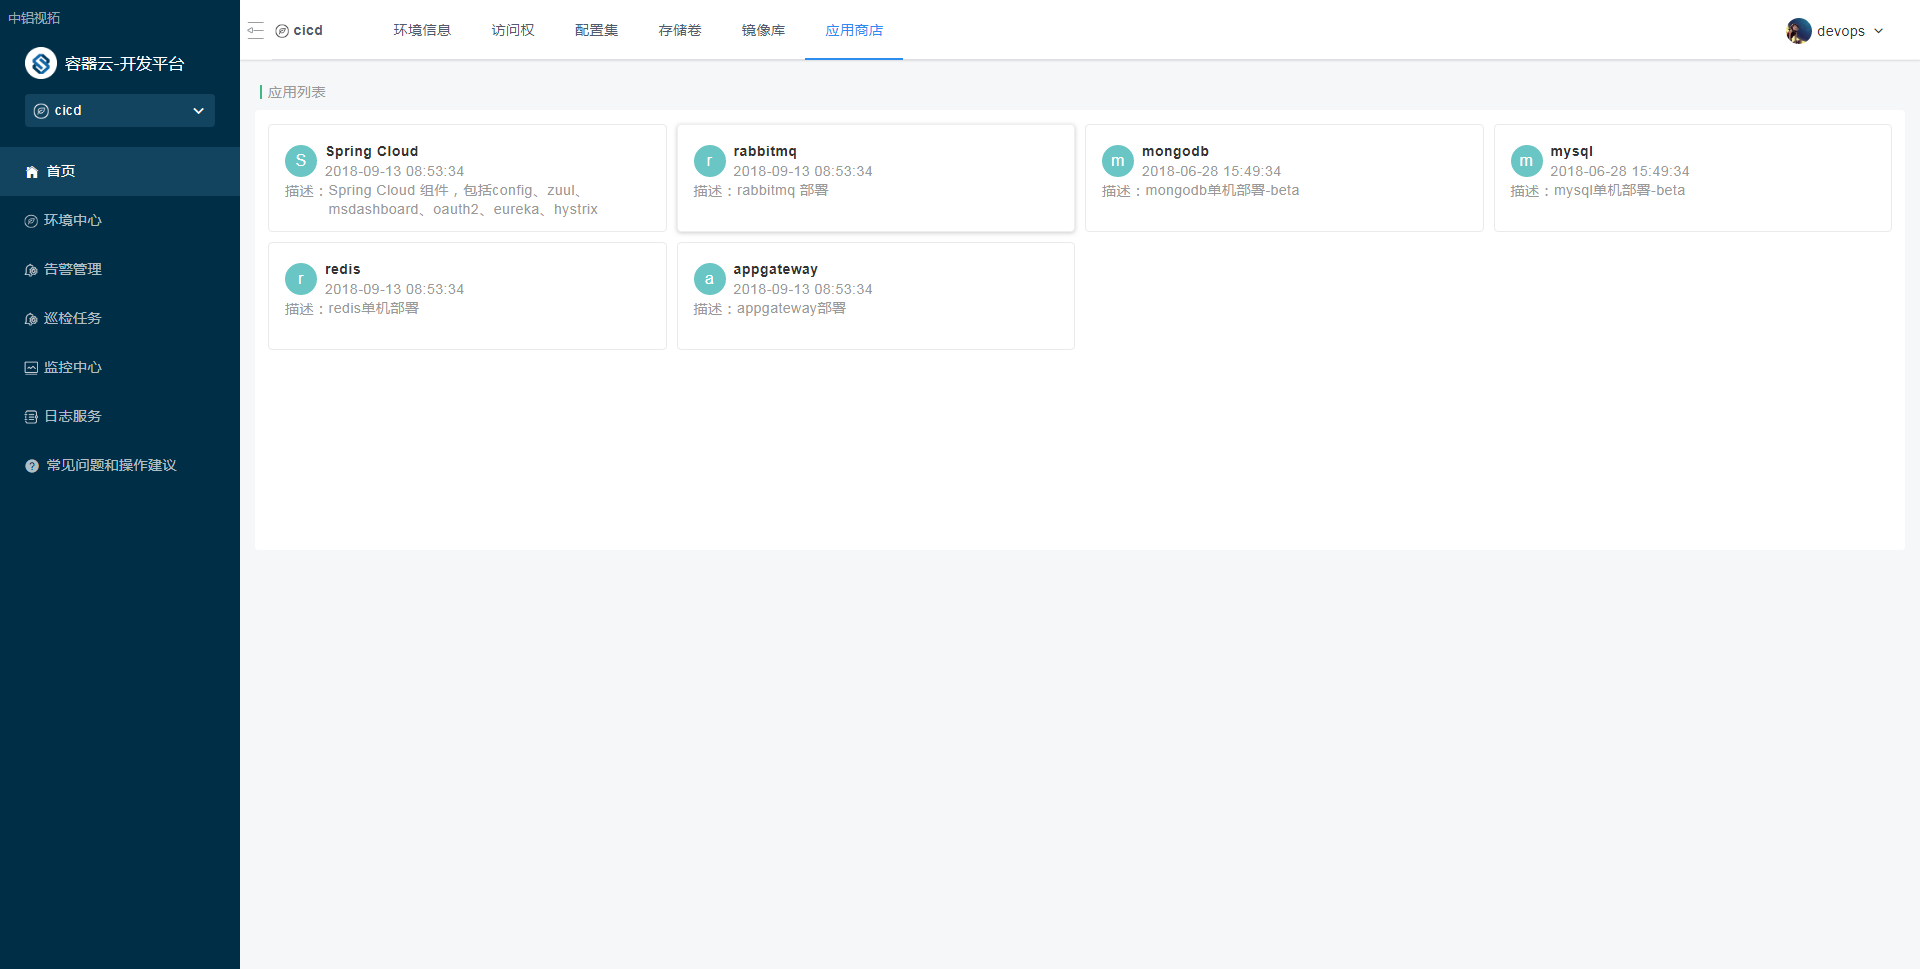 中铝视拓
容器云-开发平台
cicd
首页
环境中心
告警管理
巡检任务
监控中心
日志服务
常见问题和操作建议
cicd
环境信息
访问权
配置集
存储卷
镜像库
应用商店
devops
应用列表
S
Spring Cloud
2018-09-13 08:53:34
描述：Spring Cloud 组件，包括config、zuul、
msdashboard、oauth2、eureka、hystrix
r
rabbitmq
2018-09-13 08:53:34
描述：rabbitmq 部署
m
mongodb
2018-06-28 15:49:34
描述：mongodb单机部署-beta
m
mysql
2018-06-28 15:49:34
描述：mysql单机部署-beta
r
redis
2018-09-13 08:53:34
描述：redis单机部署
a
appgateway
2018-09-13 08:53:34
描述：appgateway部署